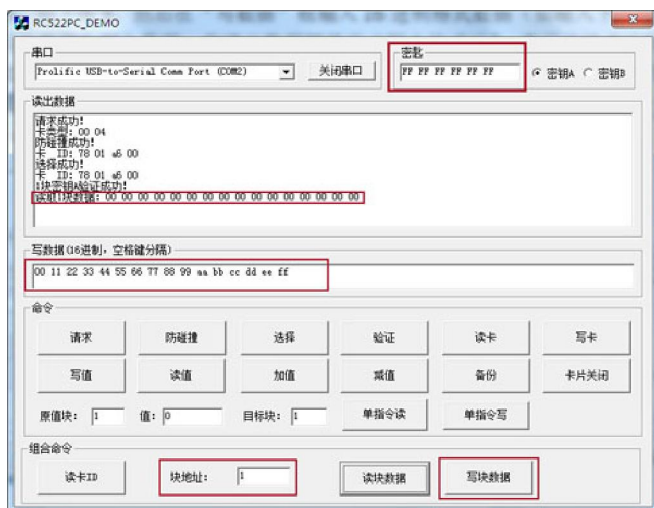 RC522PC_DEMO
串口
Prolific USB-to-Serial Comm Port (COM2)
关闭串口
密匙
FF FF FF FF FF FF
密钥A
密钥B
读出数据
请求成功!
卡类型: 00 04
防碰撞成功!
卡 ID: 78 01 a6 00
选择成功!
卡 ID: 78 01 a6 00
1块密钥A验证成功!
读取1块数据: 00 00 00 00 00 00 00 00 00 00 00 00 00 00 00 00
写数据(16进制，空格键分隔)
00 11 22 33 44 55 66 77 88 99 aa bb cc dd ee ff
命令
请求 防碰撞 选择 验证 读卡 写卡
写值 读值 加值 减值 备份 卡片关闭
原值块: 1 值: 0 目标块: 1 单指令读 单指令写
组合命令
读卡ID 块地址: 1 读块数据 写块数据